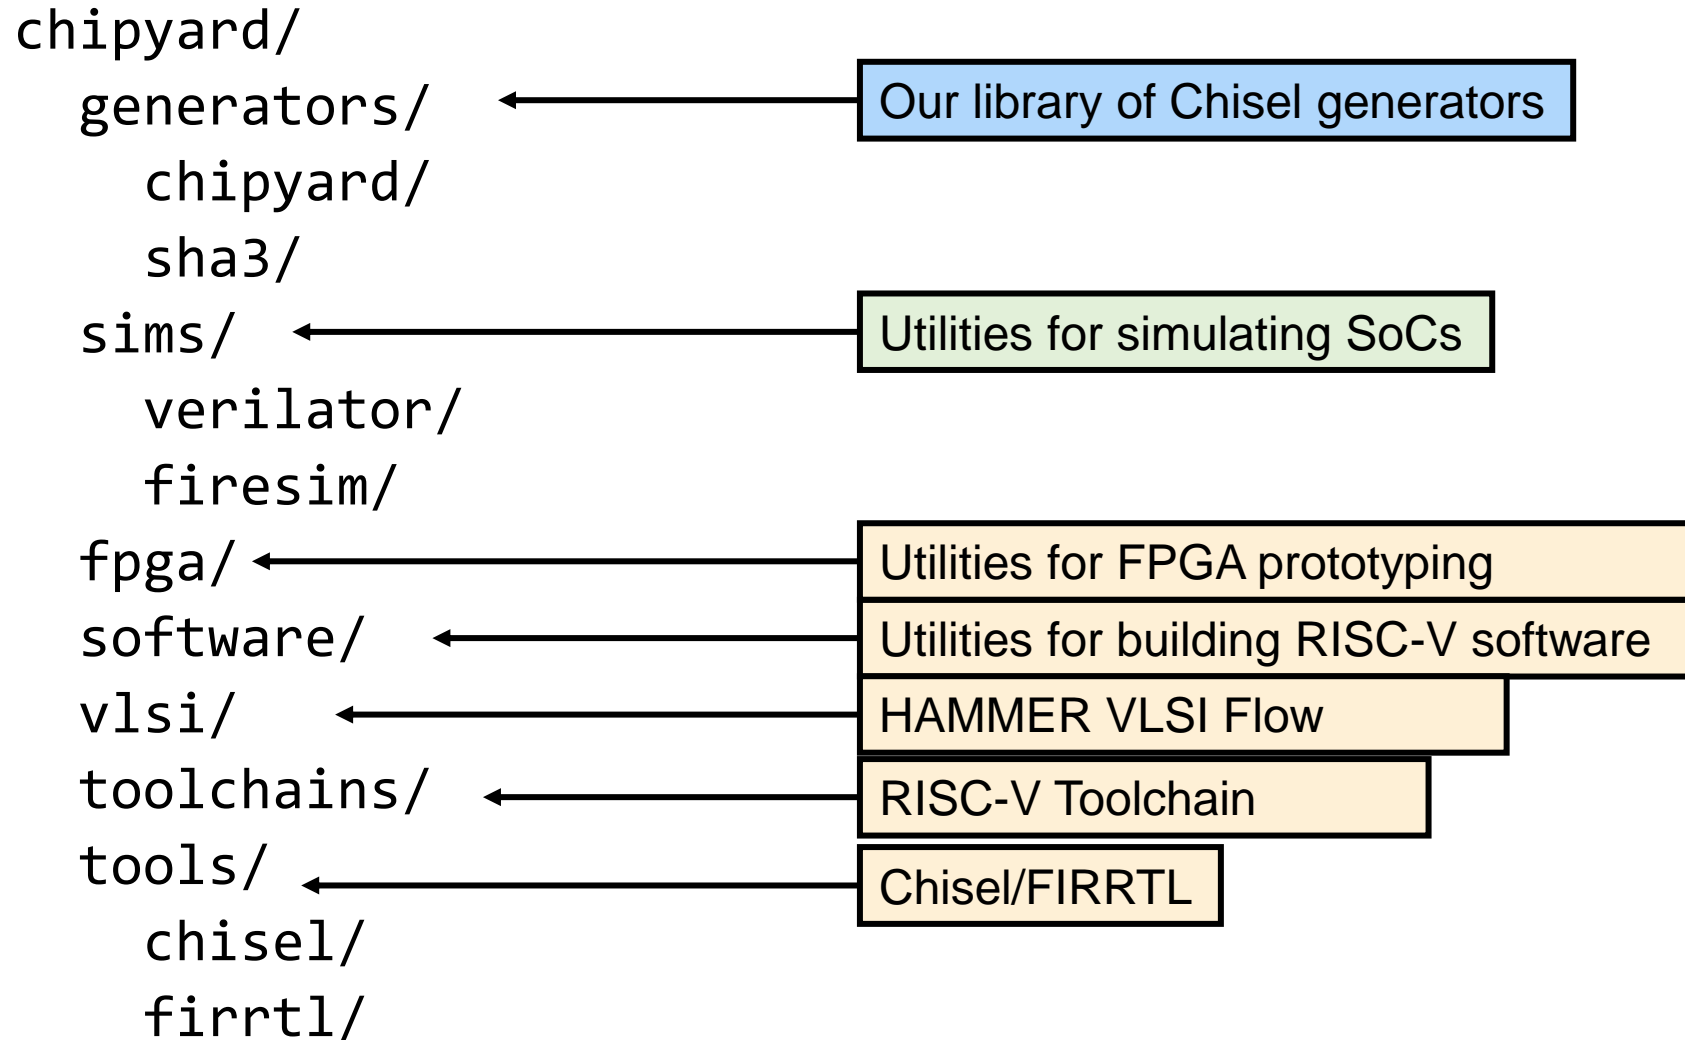 chipyard/
generators/ Our library of Chisel generators
chipyard/
sha3/
sims/ Utilities for simulating SoCs
verilator/
firesim/
fpga/ Utilities for FPGA prototyping
software/ Utilities for building RISC-V software
vlsi/ HAMMER VLSI Flow
toolchains/ RISC-V Toolchain
tools/ Chisel/FIRRTL
chisel/
firrtl/